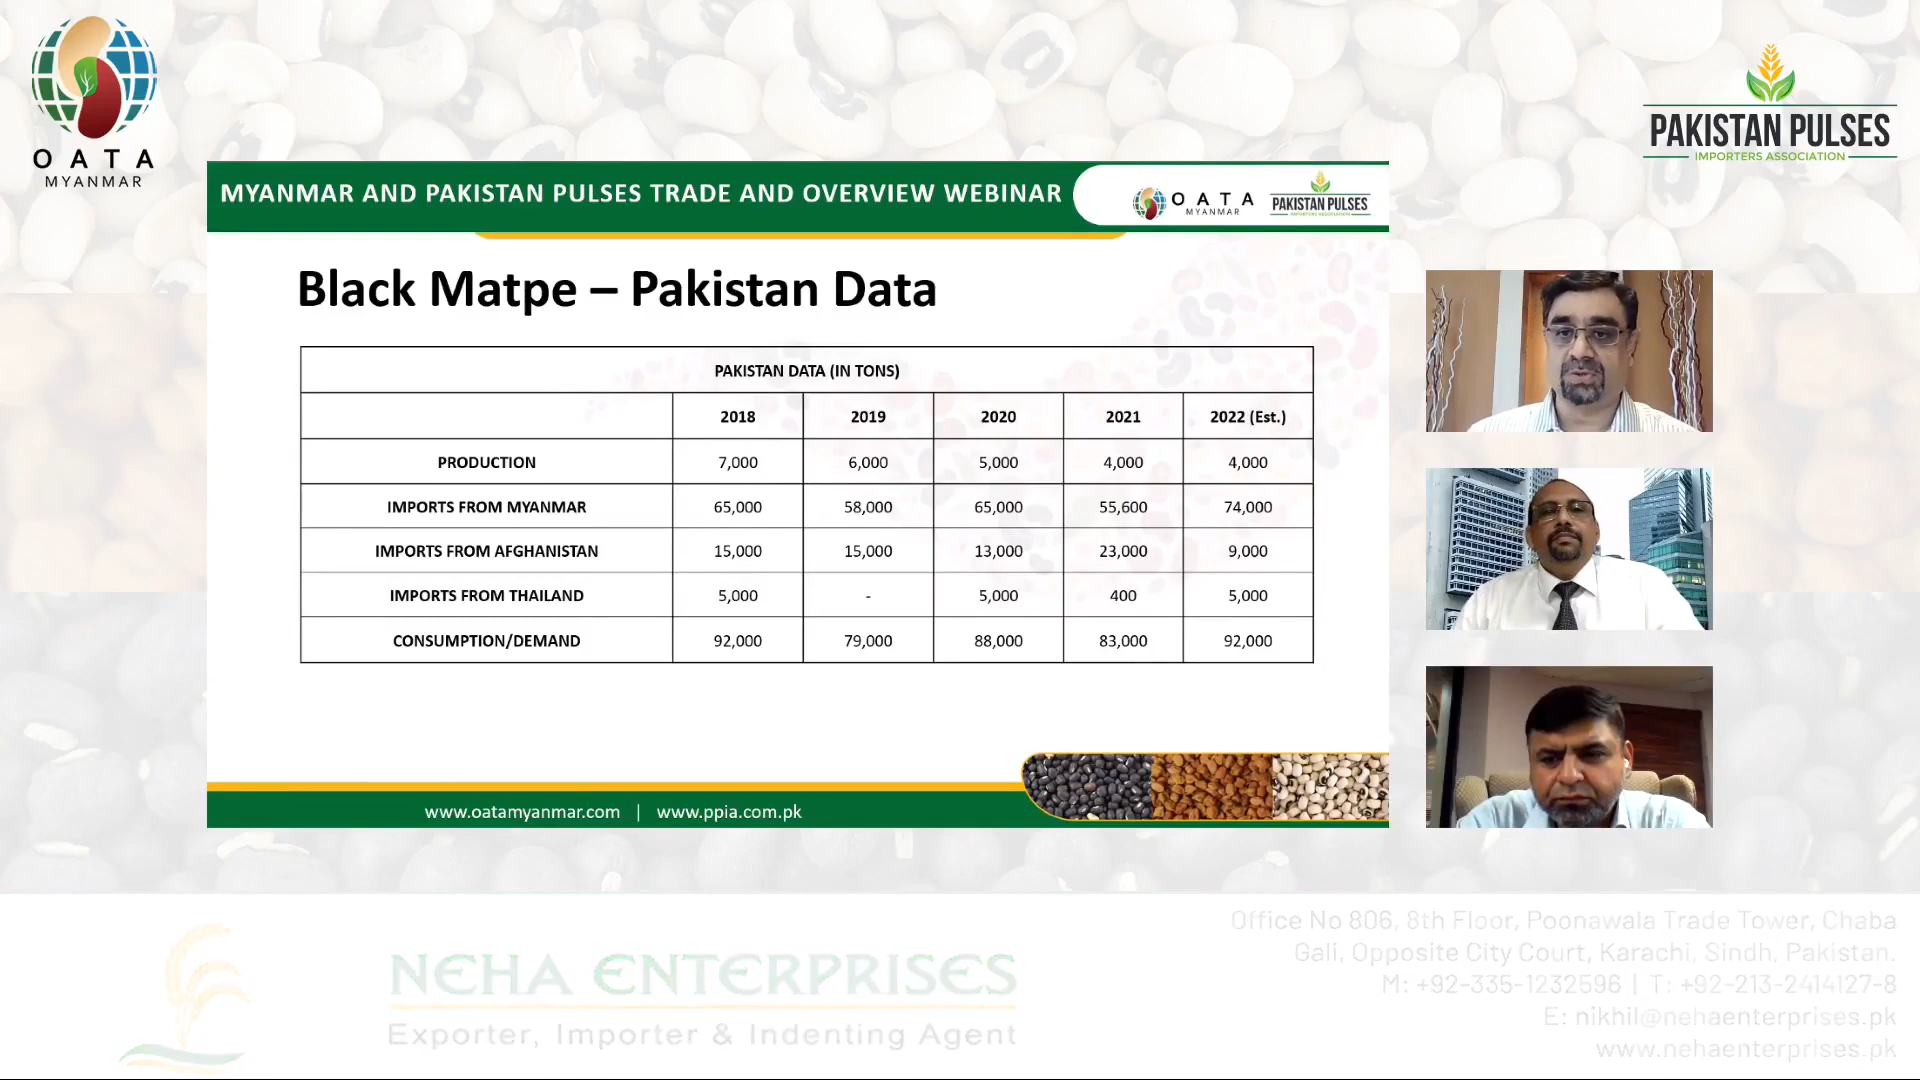 OATA
MYANMAR
PAKISTAN PULSES
IMPORTERS ASSOCIATION
MYANMAR AND PAKISTAN PULSES TRADE AND OVERVIEW WEBINAR
OATA
MYANMAR
PAKISTAN PULSES
IMPORTERS ASSOCIATION
Black Matpe – Pakistan Data
PAKISTAN DATA (IN TONS)
2018 2019 2020 2021 2022 (Est.)
PRODUCTION 7,000 6,000 5,000 4,000 4,000
IMPORTS FROM MYANMAR 65,000 58,000 65,000 55,600 74,000
IMPORTS FROM AFGHANISTAN 15,000 15,000 13,000 23,000 9,000
IMPORTS FROM THAILAND 5,000 - 5,000 400 5,000
CONSUMPTION/DEMAND 92,000 79,000 88,000 83,000 92,000
www.oatamyanmar.com | www.ppia.com.pk
NEHA ENTERPRISES
Exporter, Importer & Indenting Agent
Office No 806, 8th Floor, Poonawala Trade Tower, Chaba
Gali, Opposite City Court, Karachi, Sindh, Pakistan.
M: +92-335-1232596 | T: +92-213-2414127-8
E: nikhil@nehaenterprises.pk
www.nehaenterprises.pk